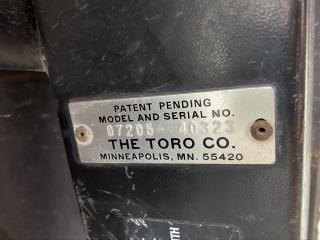 PATENT PENDING
MODEL AND SERIAL NO.
07205- 40323
THE TORO CO.
MINNEAPOLIS, MN. 55420